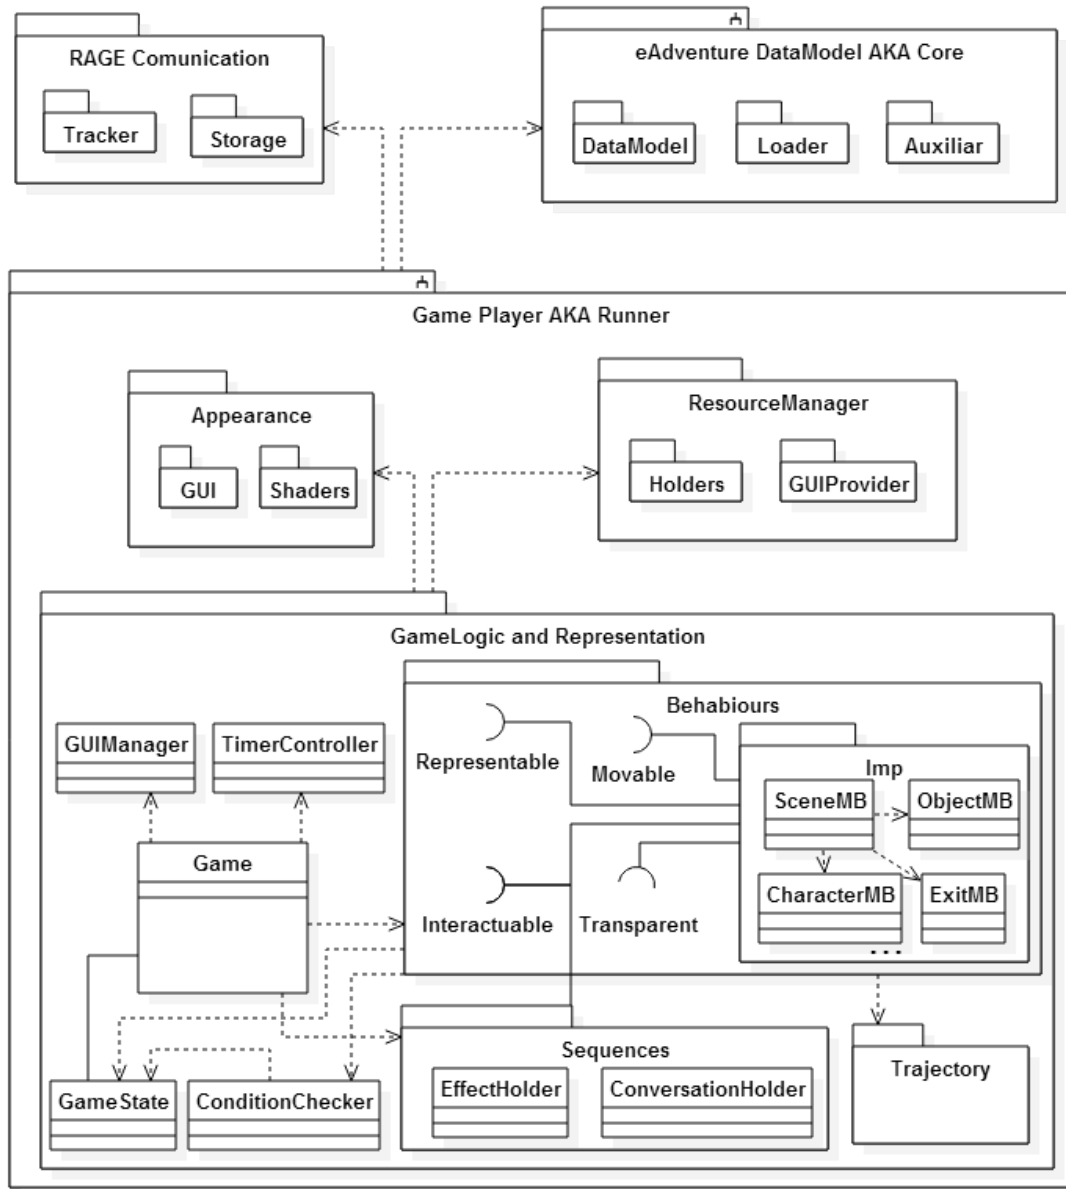 RAGE Comunication
Tracker
Storage
eAdventure DataModel AKA Core
DataModel
Loader
Auxiliar
Game Player AKA Runner
Appearance
GUI
Shaders
ResourceManager
Holders
GUIProvider
GameLogic and Representation
GUIManager
TimerController
Game
Behabiours
Representable
Movable
Interactuable
Transparent
Imp
SceneMB
ObjectMB
CharacterMB
ExitMB
...
GameState
ConditionChecker
Sequences
EffectHolder
ConversationHolder
Trajectory